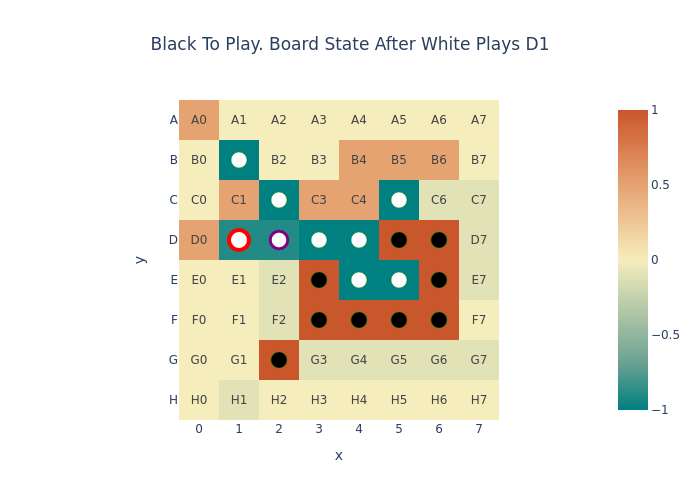 Black To Play. Board State After White Plays D1
A A0 A1 A2 A3 A4 A5 A6 A7
B B0 B2 B3 B4 B5 B6 B7
C C0 C1 C3 C4 C6 C7
D D0 D7
E E0 E1 E2 E7
F F0 F1 F2 F7
G G0 G1 G3 G4 G5 G6 G7
H H0 H1 H2 H3 H4 H5 H6 H7
0 1 2 3 4 5 6 7
x
y
1
0.5
0
−0.5
−1